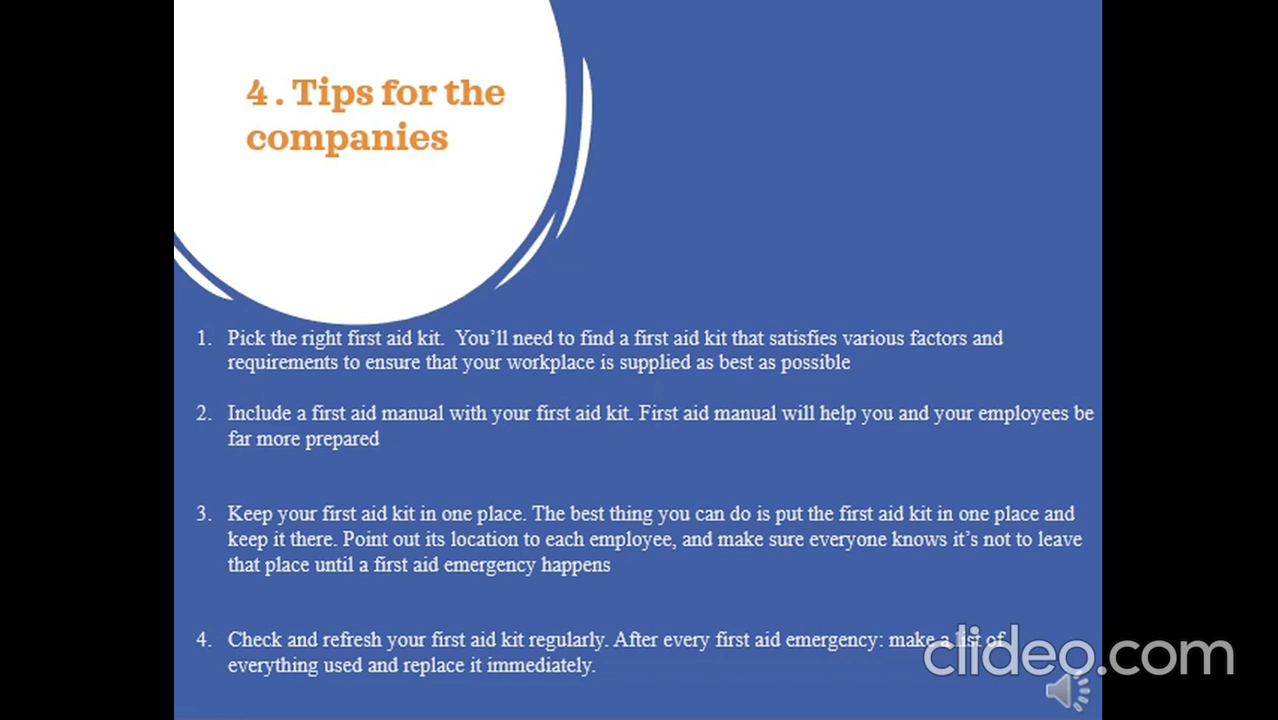 4 . Tips for the
companies
1. Pick the right first aid kit.  You’ll need to find a first aid kit that satisfies various factors and
requirements to ensure that your workplace is supplied as best as possible
2. Include a first aid manual with your first aid kit. First aid manual will help you and your employees be
far more prepared
3. Keep your first aid kit in one place. The best thing you can do is put the first aid kit in one place and
keep it there. Point out its location to each employee, and make sure everyone knows it’s not to leave
that place until a first aid emergency happens
4. Check and refresh your first aid kit regularly. After every first aid emergency: make a list of
everything used and replace it immediately.
clideo.com